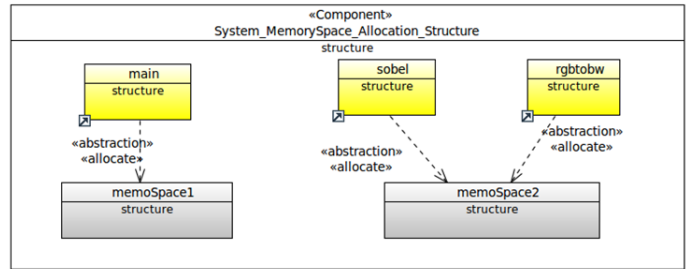 «Component»
System_MemorySpace_Allocation_Structure
structure
main
structure
sobel
structure
rgbtobw
structure
«abstraction»
«allocate»
«abstraction»
«allocate»
«abstraction»
«allocate»
memoSpace1
structure
memoSpace2
structure